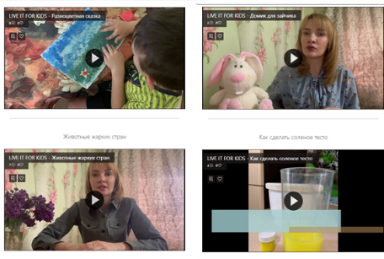 LIVE IT FOR KIDS - Разноцветная сказка
LIVE IT FOR KIDS - Домик для зайчика
Животные жарких стран
Как сделать соленое тесто
LIVE IT FOR KIDS - Животные жарких стран
LIVE IT FOR KIDS - Как сделать соленое тесто